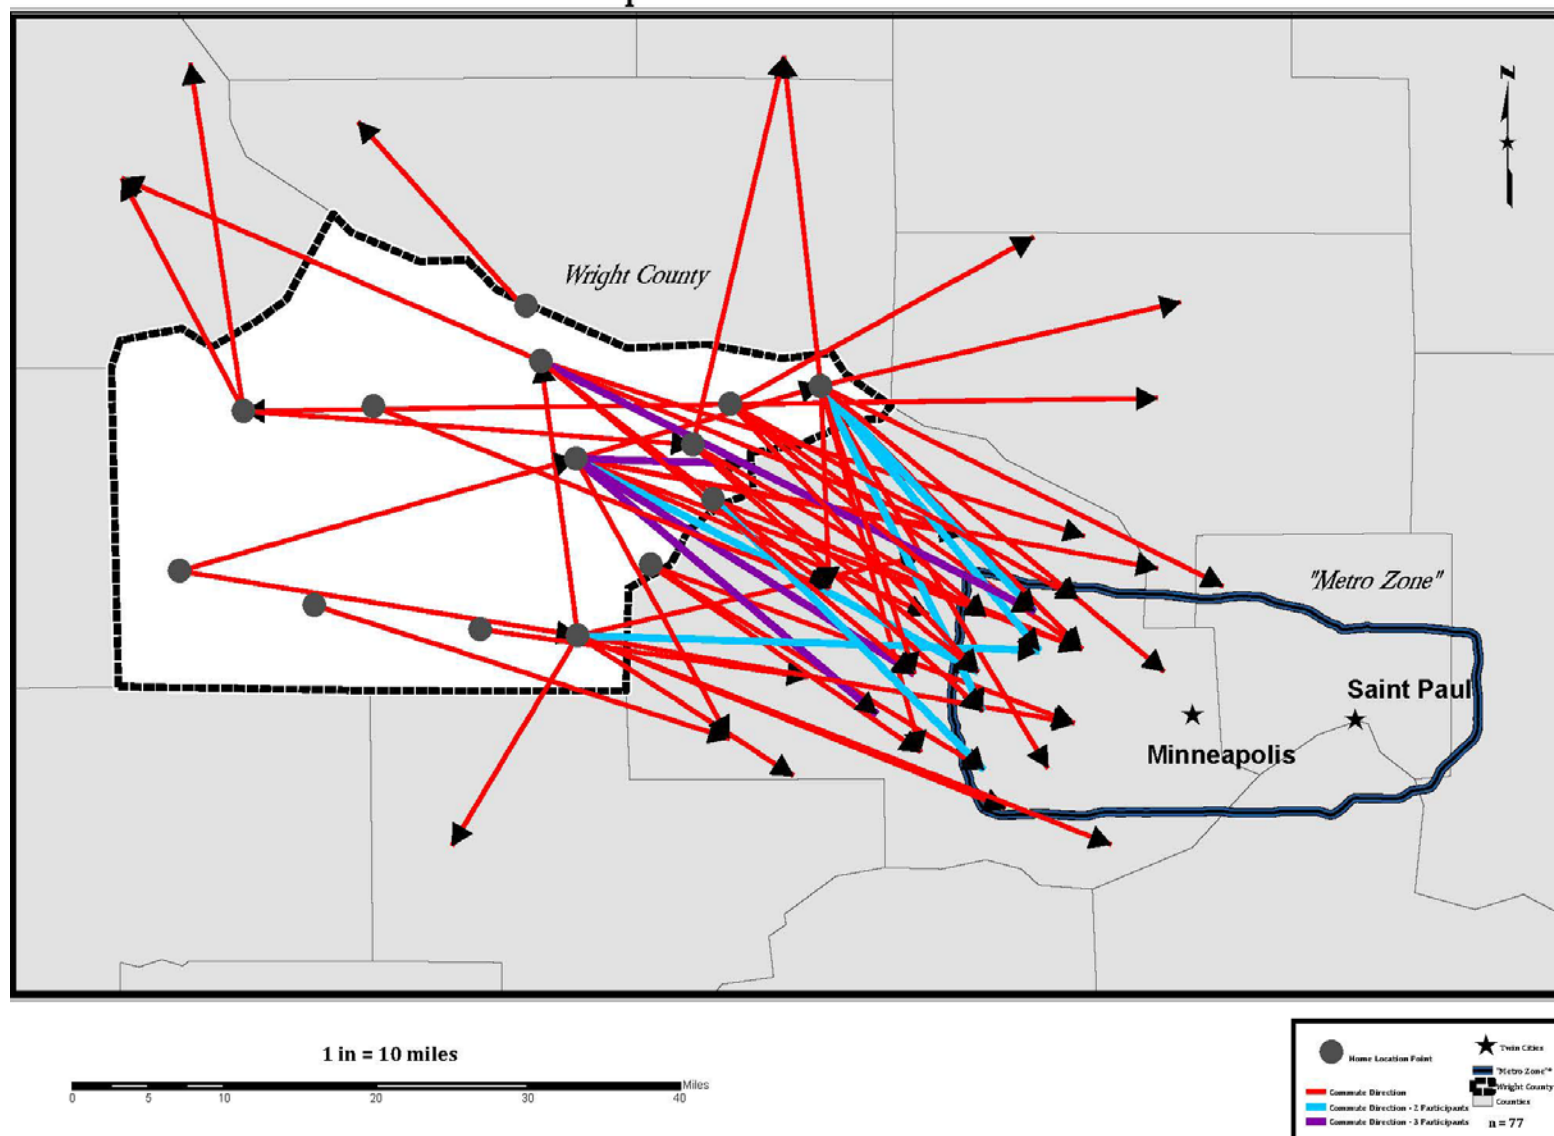 N
Wright County
"Metro Zone"
Saint Paul
Minneapolis
1 in = 10 miles
Miles
0 5 10 20 30 40
Home Location Point
Twin Cities
"Metro Zone"*
Wright County
Counties
Commute Direction
Commute Direction - 2 Participants
Commute Direction - 3 Participants
n = 77